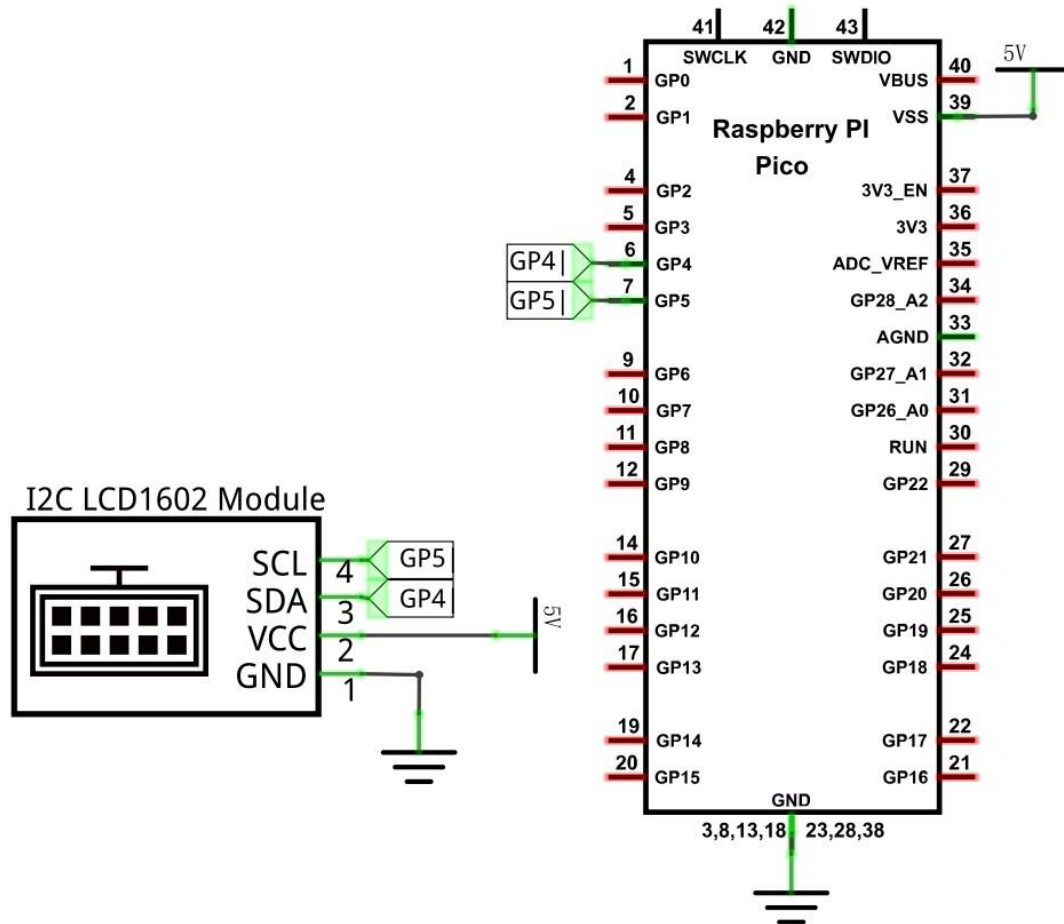 41 42 43
SWCLK GND SWDIO
5V
1 GP0 VBUS 40
2 GP1 VSS 39
Raspberry PI
Pico
4 GP2 3V3_EN 37
5 GP3 3V3 36
GP4| 6 GP4 ADC_VREF 35
GP5| 7 GP5 GP28_A2 34
AGND 33
9 GP6 GP27_A1 32
10 GP7 GP26_A0 31
11 GP8 RUN 30
12 GP9 GP22 29
14 GP10 GP21 27
15 GP11 GP20 26
16 GP12 GP19 25
17 GP13 GP18 24
19 GP14 GP17 22
20 GP15 GP16 21
GND
3,8,13,18 23,28,38
I2C LCD1602 Module
SCL 4 GP5
SDA 3 GP4
VCC 2 5V
GND 1